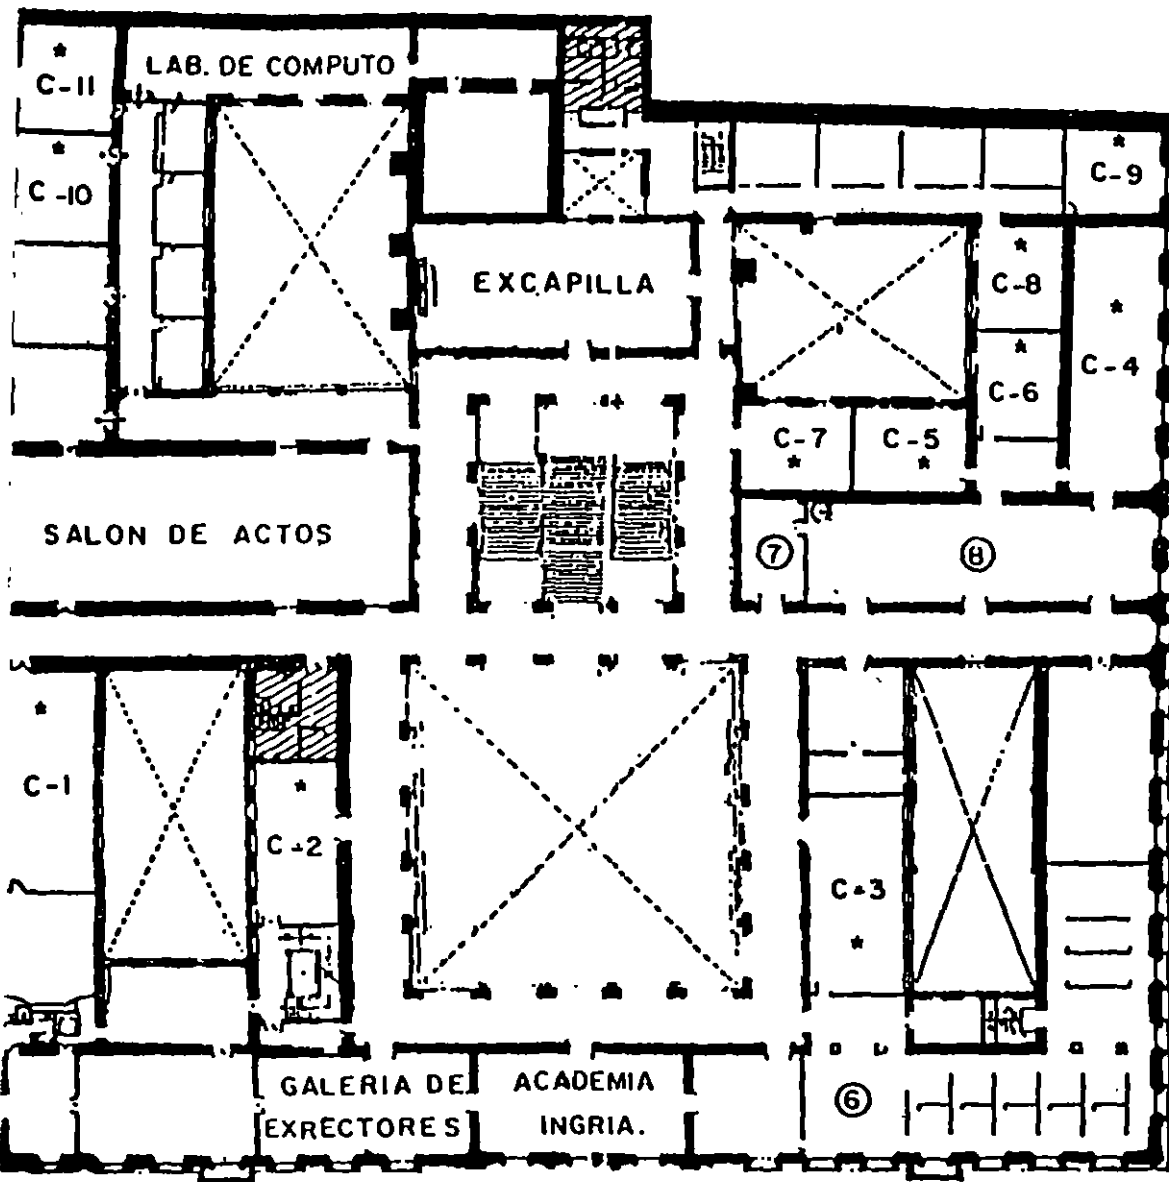 LAB. DE COMPUTO
* C-11
* C-10
* C-9
EXCAPILLA
* C-8
* C-6
* C-4
C-7 *
C-5 *
SALON DE ACTOS
7
8
* C-1
* C-2
C-3 *
GALERIA DE
EXRECTORES
ACADEMIA
INGRIA.
6